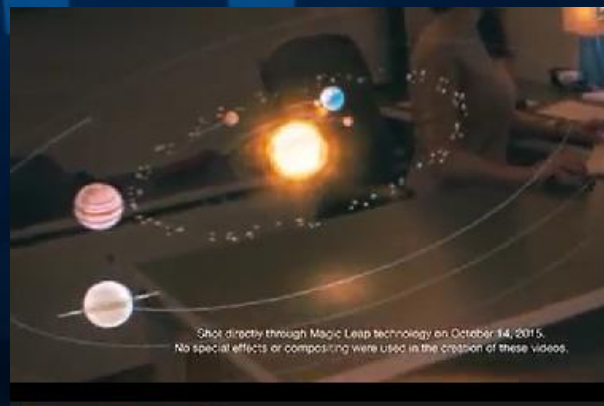 Shot directly through Magic Leap technology on October 14, 2015.
No special effects or compositing were used in the creation of these videos.